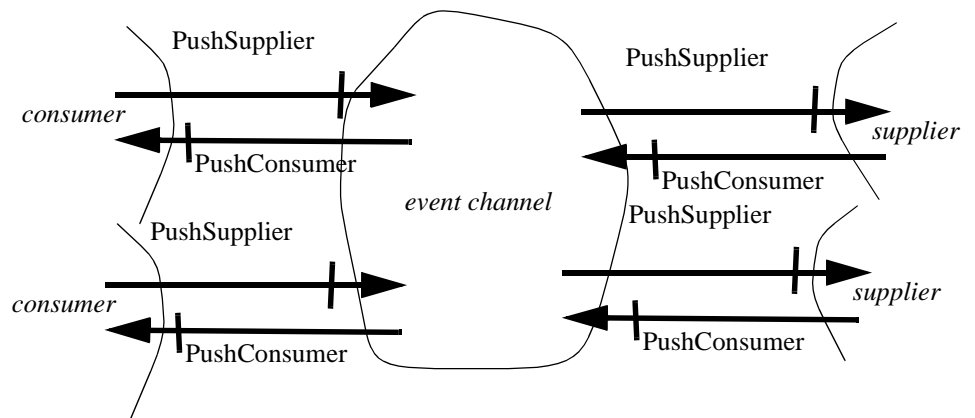 PushSupplier
consumer
PushConsumer
PushSupplier
consumer
PushConsumer
event channel
PushSupplier
supplier
PushConsumer
PushSupplier
supplier
PushConsumer